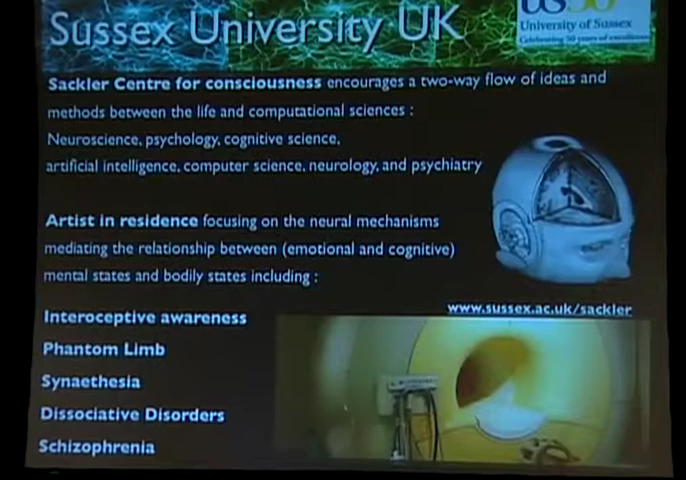 Sussex University UK
US50
University of Sussex
Celebrating 50 years of excellence
Sackler Centre for consciousness encourages a two-way flow of ideas and
methods between the life and computational sciences :
Neuroscience, psychology, cognitive science,
artificial intelligence, computer science, neurology, and psychiatry
Artist in residence focusing on the neural mechanisms
mediating the relationship between (emotional and cognitive)
mental states and bodily states including :
www.sussex.ac.uk/sackler
Interoceptive awareness
Phantom Limb
Synaethesia
Dissociative Disorders
Schizophrenia